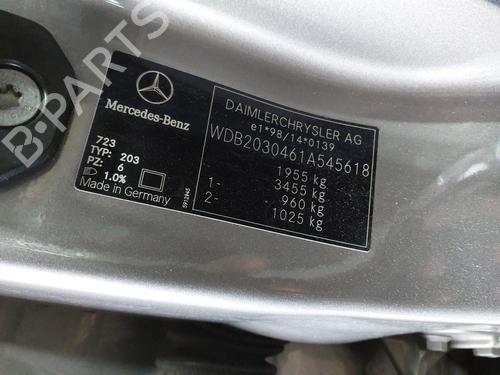 B-PARTS
Mercedes-Benz
DAIMLERCHRYSLER AG
e1*98/14*0139
WDB2030461A545618
1955 kg
1- 3455 kg
2- 960 kg
1025 kg
723
TYP: 203
PZ: 6
1.0%
Made in Germany
5912945